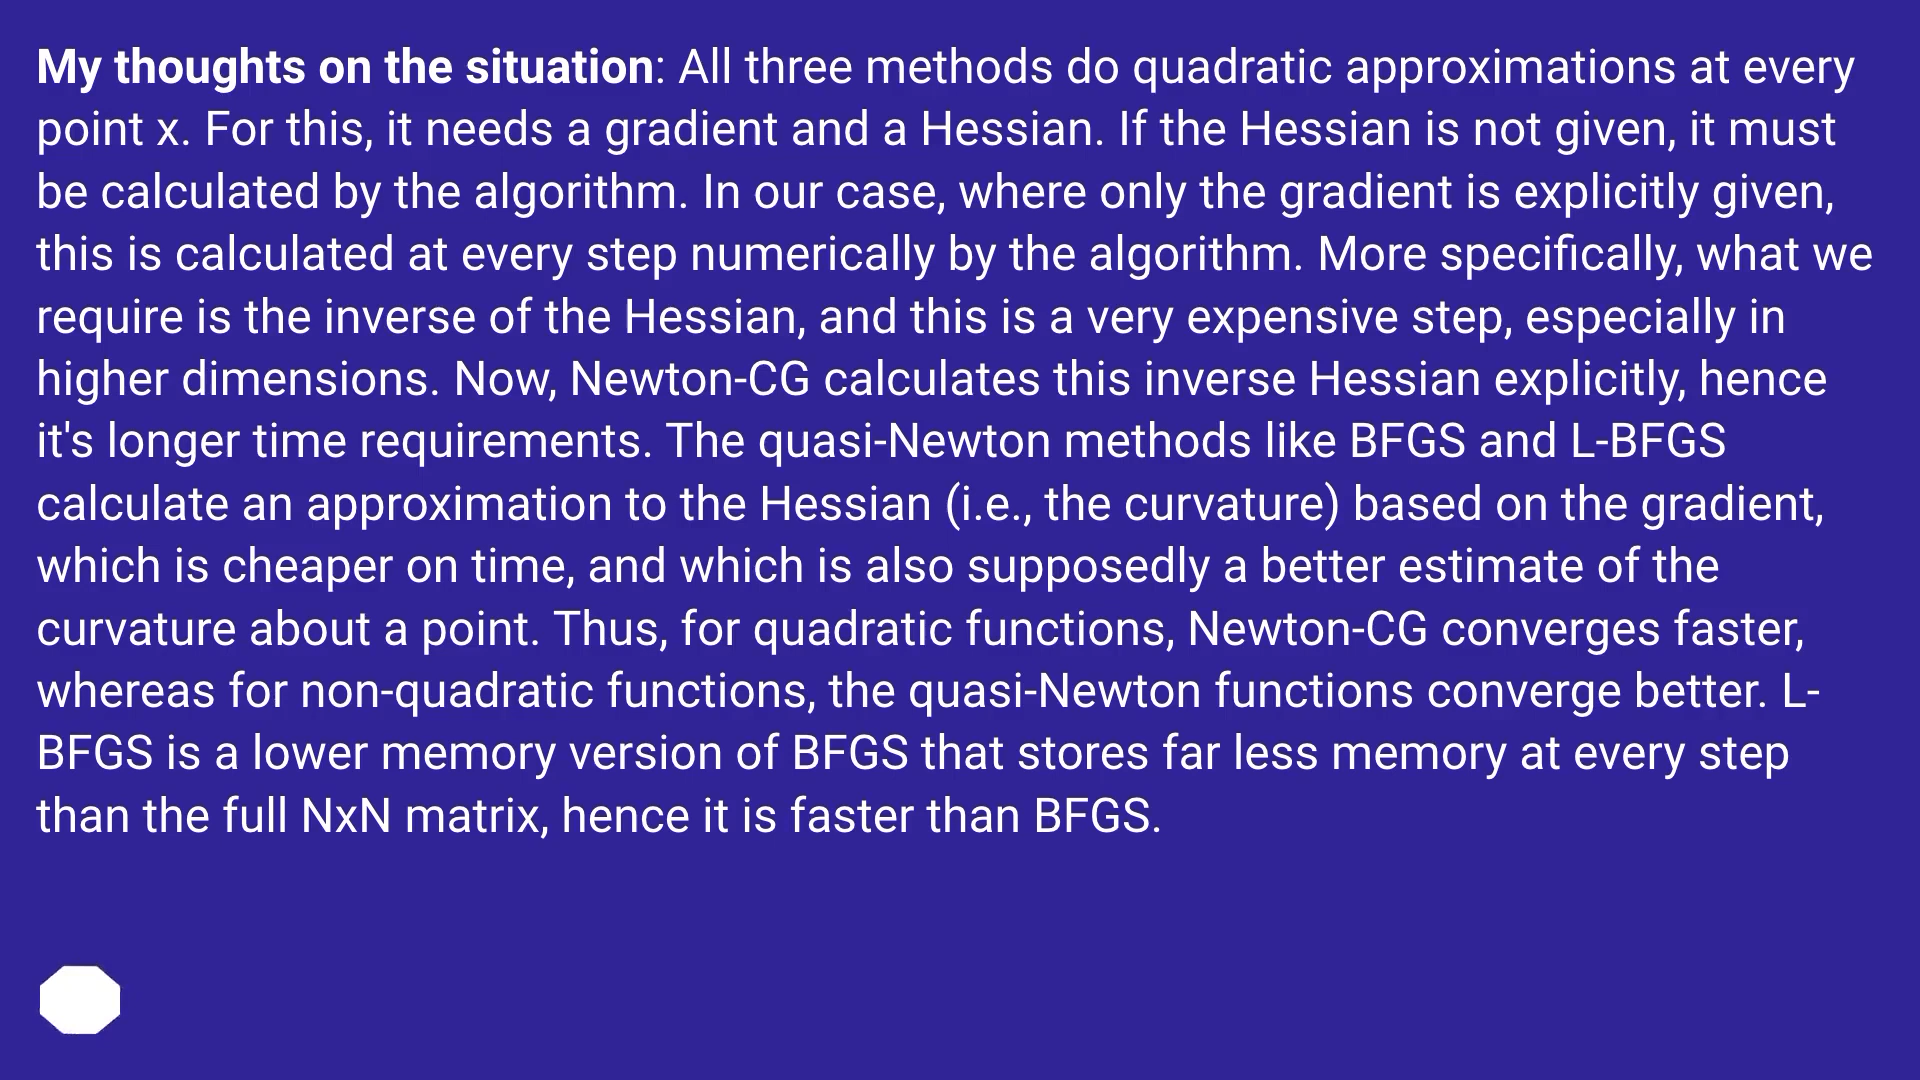 My thoughts on the situation: All three methods do quadratic approximations at every
point x. For this, it needs a gradient and a Hessian. If the Hessian is not given, it must
be calculated by the algorithm. In our case, where only the gradient is explicitly given,
this is calculated at every step numerically by the algorithm. More specifically, what we
require is the inverse of the Hessian, and this is a very expensive step, especially in
higher dimensions. Now, Newton-CG calculates this inverse Hessian explicitly, hence
it's longer time requirements. The quasi-Newton methods like BFGS and L-BFGS
calculate an approximation to the Hessian (i.e., the curvature) based on the gradient,
which is cheaper on time, and which is also supposedly a better estimate of the
curvature about a point. Thus, for quadratic functions, Newton-CG converges faster,
whereas for non-quadratic functions, the quasi-Newton functions converge better. L-
BFGS is a lower memory version of BFGS that stores far less memory at every step
than the full NxN matrix, hence it is faster than BFGS.